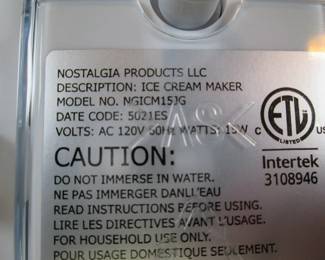 NOSTALGIA PRODUCTS LLC
DESCRIPTION: ICE CREAM MAKER
MODEL NO. NGICM15JG
DATE CODE: 5021ES
VOLTS: AC 120V 60Hz WATTS: 15W
CAUTION:
DO NOT IMMERSE IN WATER.
NE PAS IMMERGER DANLL'EAU
READ INSTRUCTIONS BEFORE USING.
LIRE LES DIRECTIVES AVANT L'USAGE.
FOR HOUSEHOLD USE ONLY.
POUR USAGE DOMESTIQUE SEULEMENT.
C ETL US
LISTED
Intertek
3108946